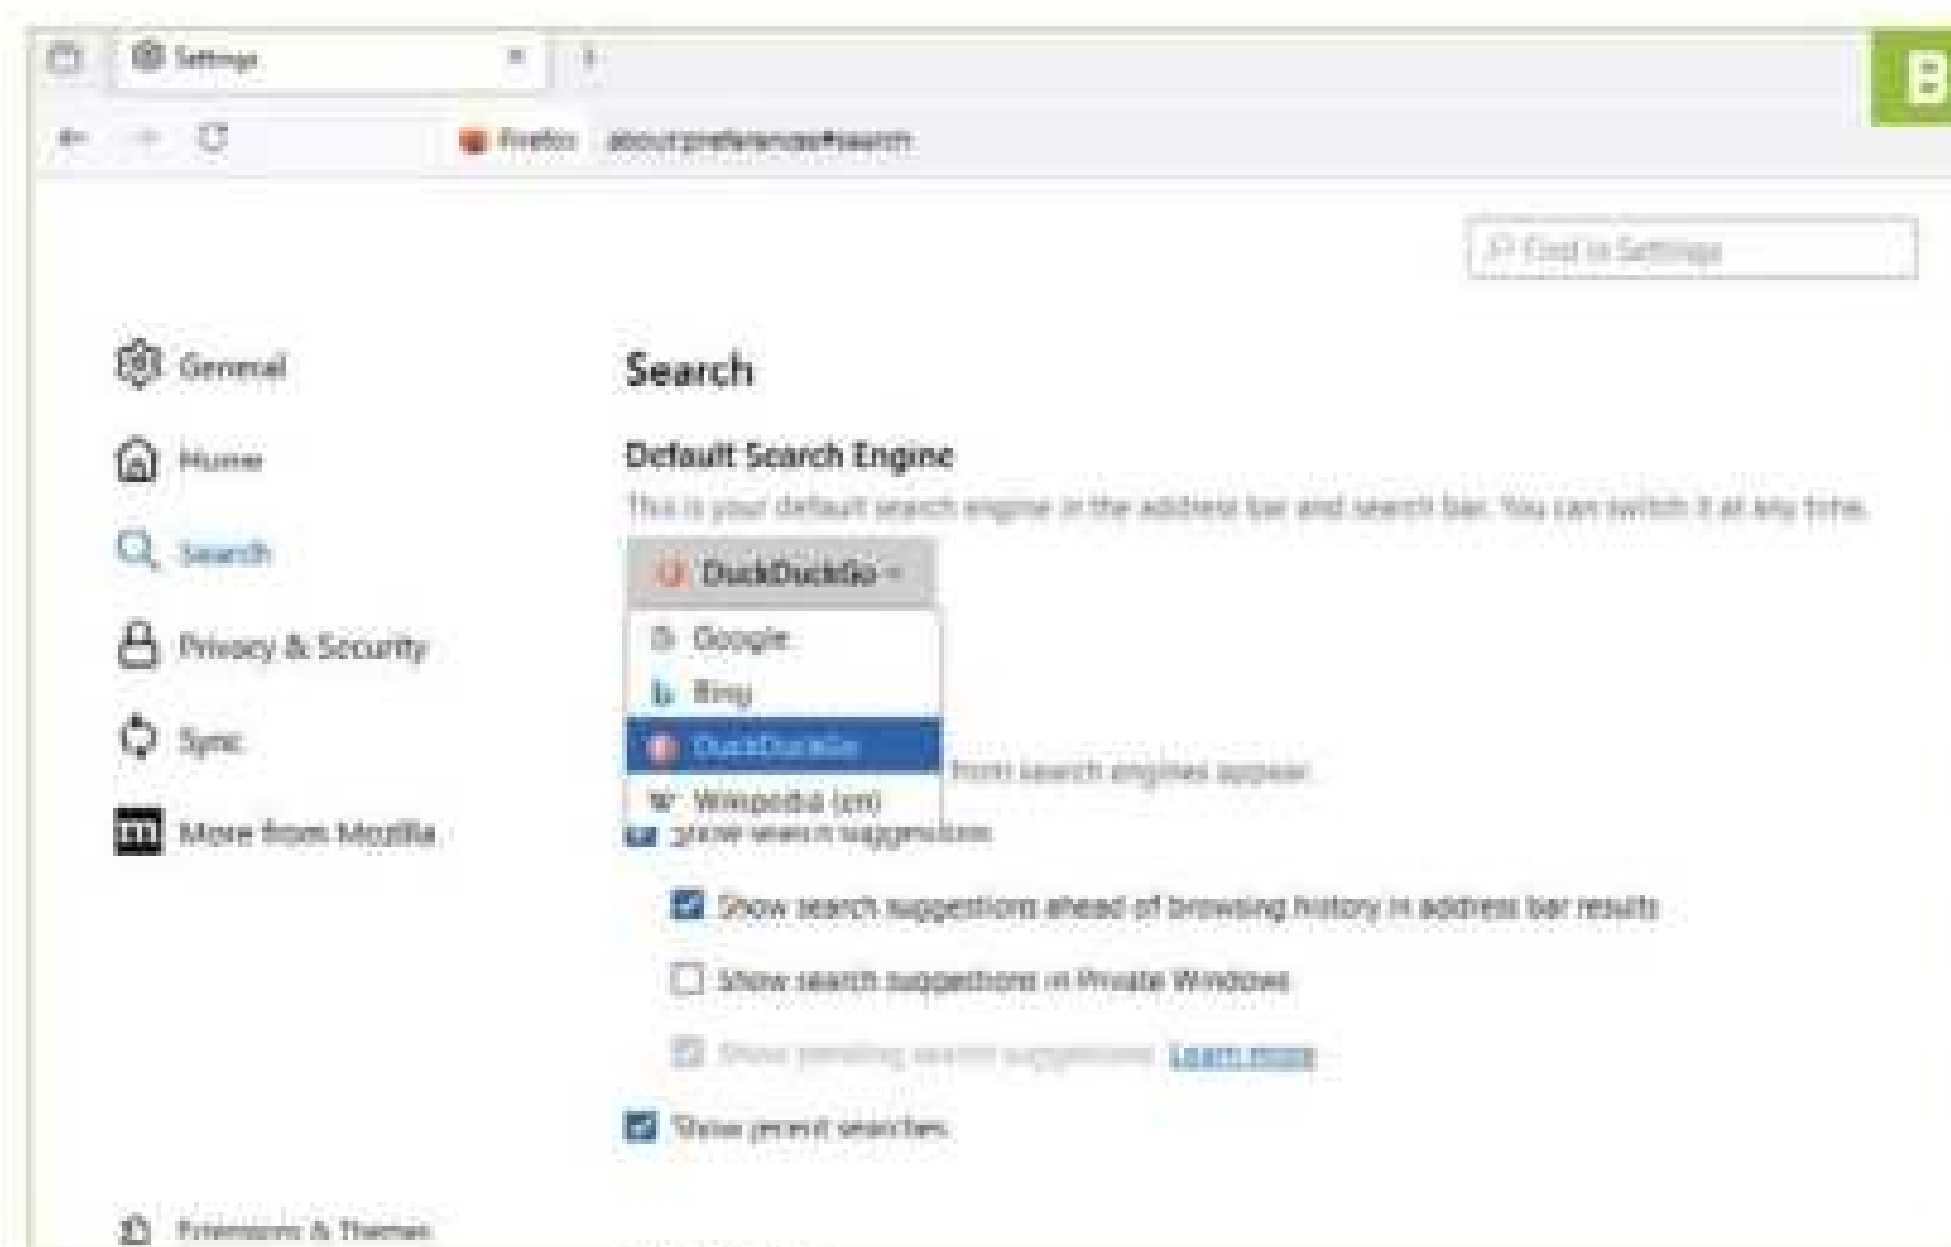 Settings
B
Firefox about:preferences#search
Find in Settings
General
Home
Search
Privacy & Security
Sync
More from Mozilla
Extensions & Themes
Search
Default Search Engine
This is your default search engine in the address bar and search bar. You can switch it at any time.
DuckDuckGo
Google
Bing
DuckDuckGo
Wikipedia (en)
from search engines appear.
Show search suggestions
Show search suggestions ahead of browsing history in address bar results
Show search suggestions in Private Windows
Show trending search suggestions Learn more
Show recent searches